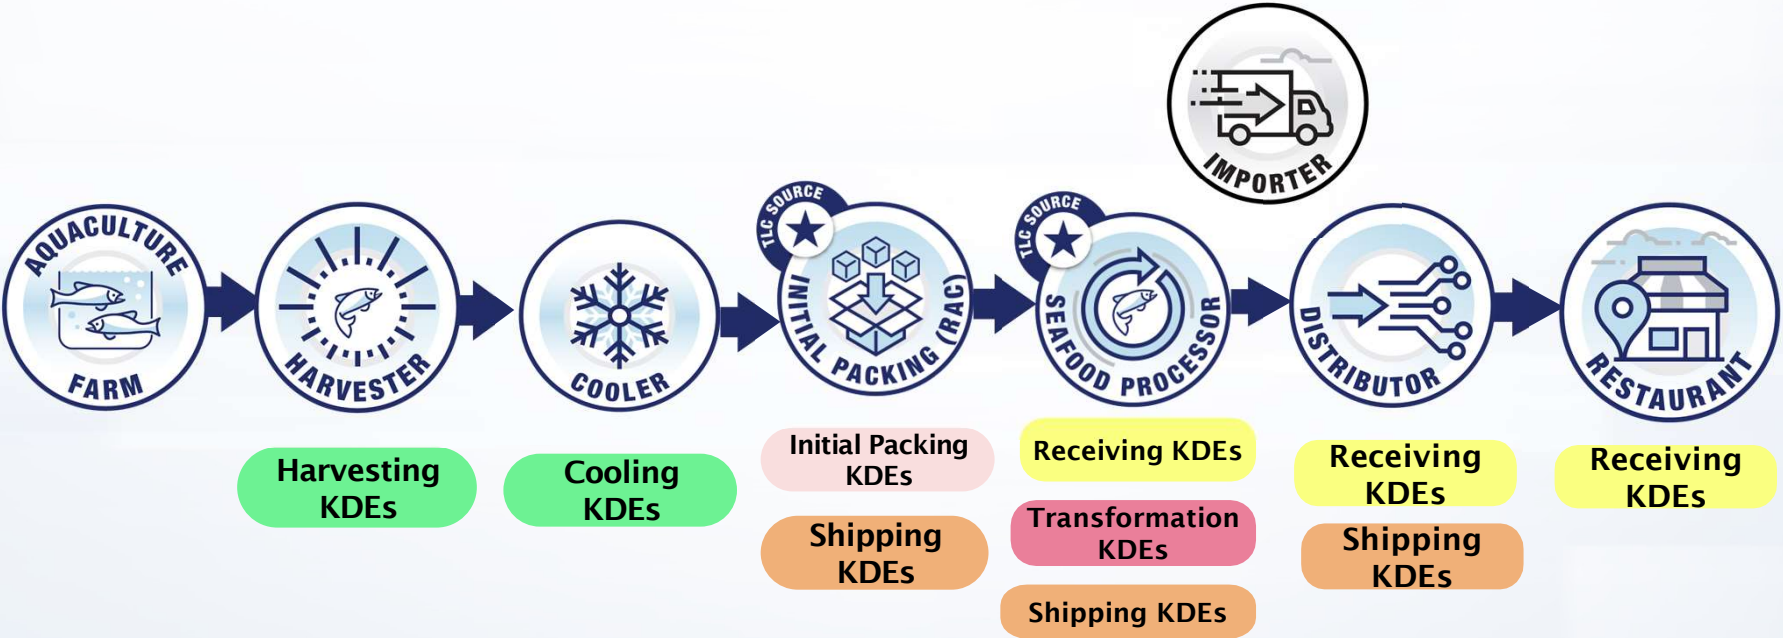 IMPORTER
AQUACULTURE
FARM
HARVESTER
COOLER
TLC SOURCE
INITIAL PACKING (RAC)
TLC SOURCE
SEAFOOD PROCESSOR
DISTRIBUTOR
RESTAURANT
Harvesting
KDEs
Cooling
KDEs
Initial Packing
KDEs
Shipping
KDEs
Receiving KDEs
Transformation
KDEs
Shipping KDEs
Receiving
KDEs
Shipping
KDEs
Receiving
KDEs